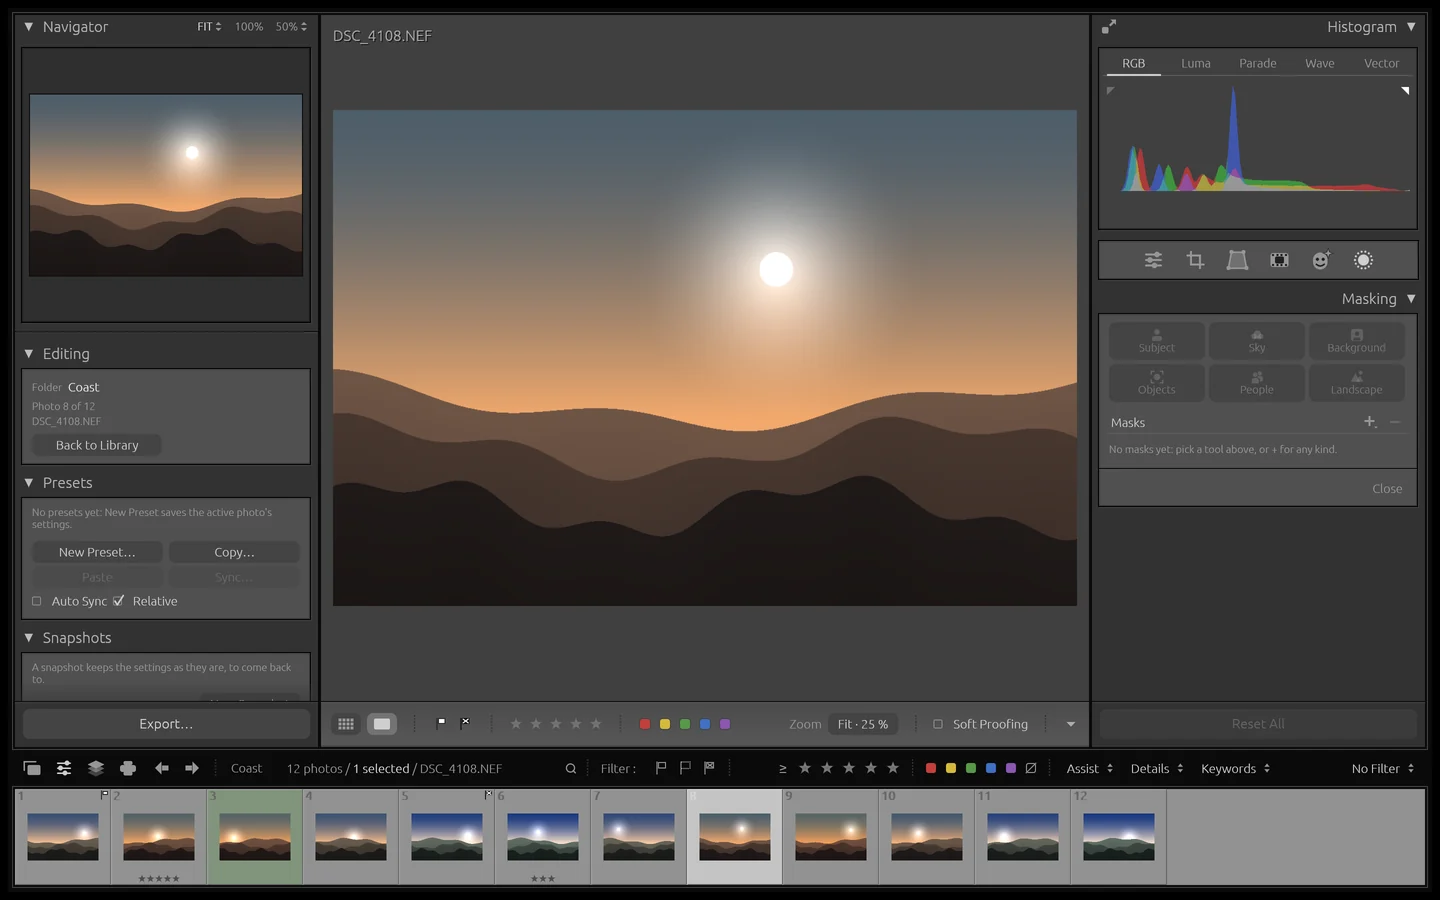 Navigator
FIT 100% 50%
DSC_4108.NEF
Histogram
RGB Luma Parade Wave Vector
Masking
Subject Sky Background
Objects People Landscape
Masks
No masks yet: pick a tool above, or + for any kind.
Close
Editing
Folder Coast
Photo 8 of 12
DSC_4108.NEF
Back to Library
Presets
No presets yet: New Preset saves the active photo's
settings.
New Preset… Copy…
Paste Sync…
Auto Sync Relative
Snapshots
A snapshot keeps the settings as they are, to come back
to.
Export…
Zoom Fit · 25 % Soft Proofing
Reset All
Coast 12 photos / 1 selected / DSC_4108.NEF Filter : ≥ Assist Details Keywords No Filter
1 2 3 4 5 6 7 8 9 10 11 12